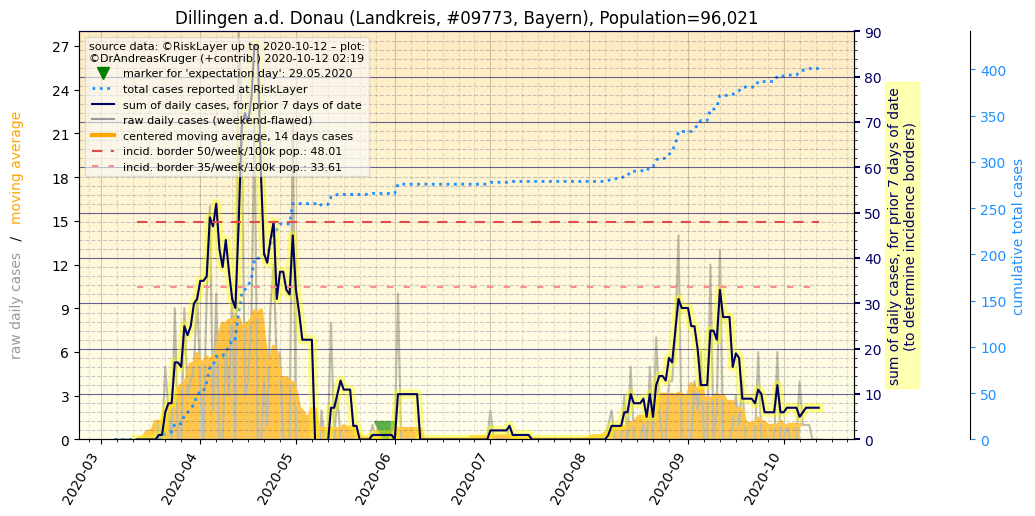 Dillingen a.d. Donau (Landkreis, #09773, Bayern), Population=96,021
source data: ©RiskLayer up to 2020-10-12 – plot:
©DrAndreasKruger (+contrib.) 2020-10-12 02:19
marker for 'expectation day': 29.05.2020
total cases reported at RiskLayer
sum of daily cases, for prior 7 days of date
raw daily cases (weekend-flawed)
centered moving average, 14 days cases
incid. border 50/week/100k pop.: 48.01
incid. border 35/week/100k pop.: 33.61
raw daily cases / moving average
27
24
21
18
15
12
9
6
3
0
90
80
70
60
50
40
30
20
10
0
sum of daily cases, for prior 7 days of date
(to determine incidence borders)
400
350
300
250
200
150
100
50
0
cumulative total cases
2020-03
2020-04
2020-05
2020-06
2020-07
2020-08
2020-09
2020-10